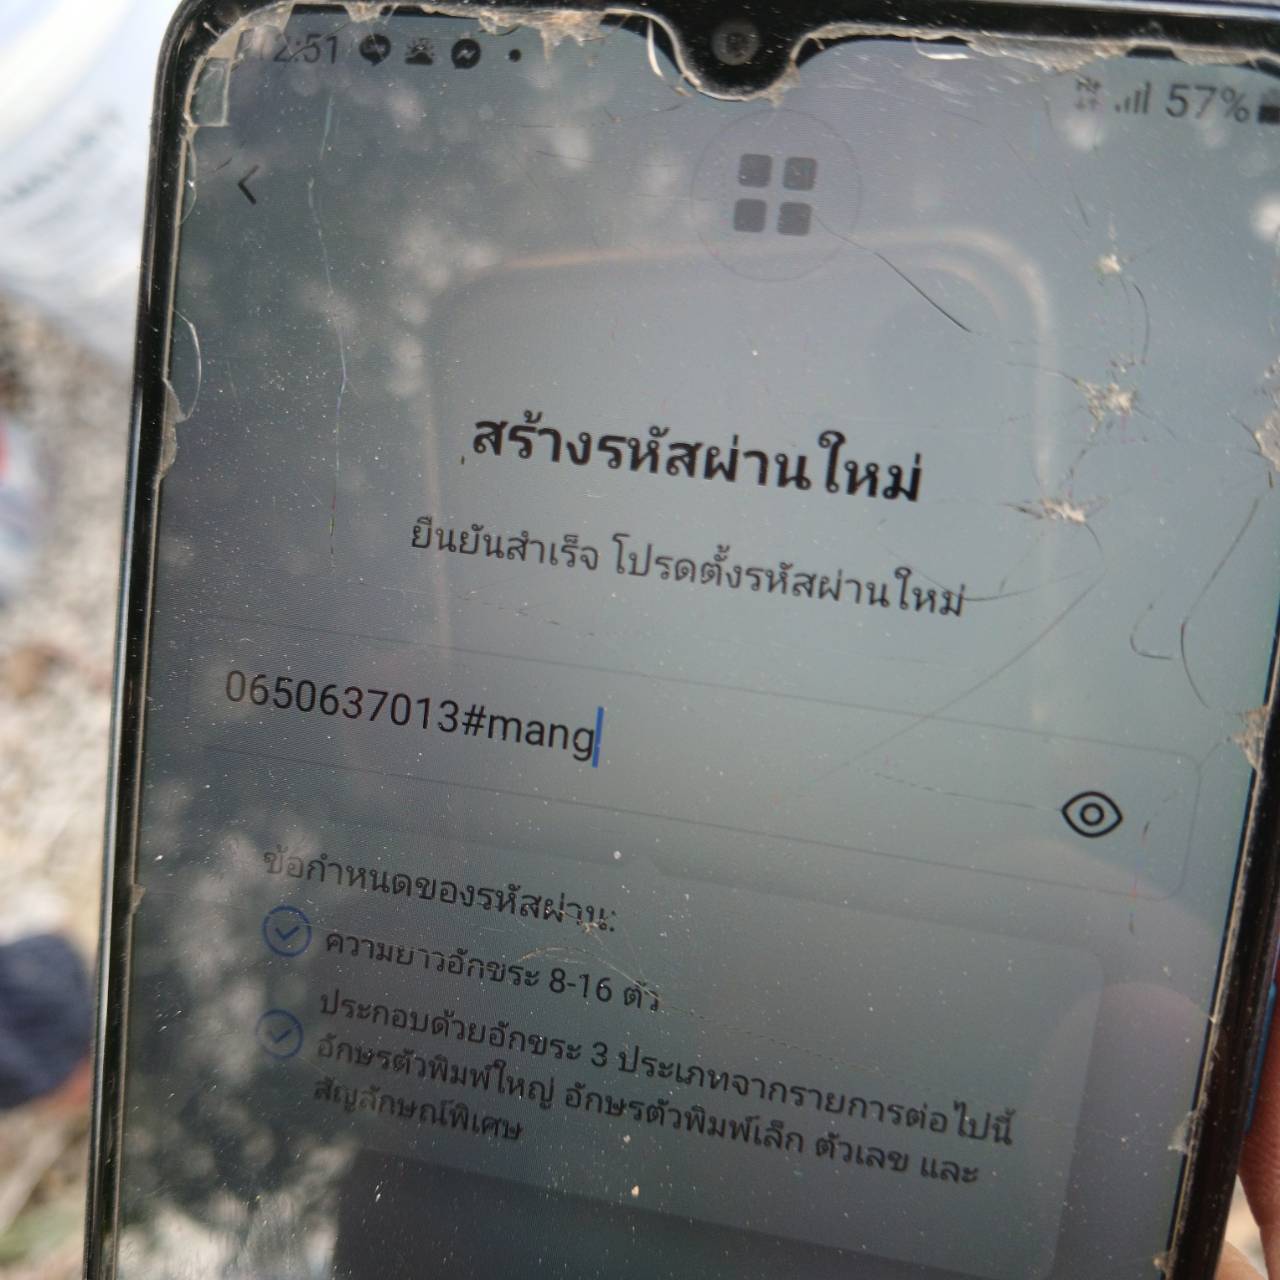 2:51
57%
สร้างรหัสผ่านใหม่
ยืนยันสำเร็จ โปรดตั้งรหัสผ่านใหม่
0650637013#mang
ข้อกำหนดของรหัสผ่าน:
ความยาวอักขระ 8-16 ตัว
ประกอบด้วยอักขระ 3 ประเภทจากรายการต่อไปนี้
อักษรตัวพิมพ์ใหญ่ อักษรตัวพิมพ์เล็ก ตัวเลข และ
สัญลักษณ์พิเศษ